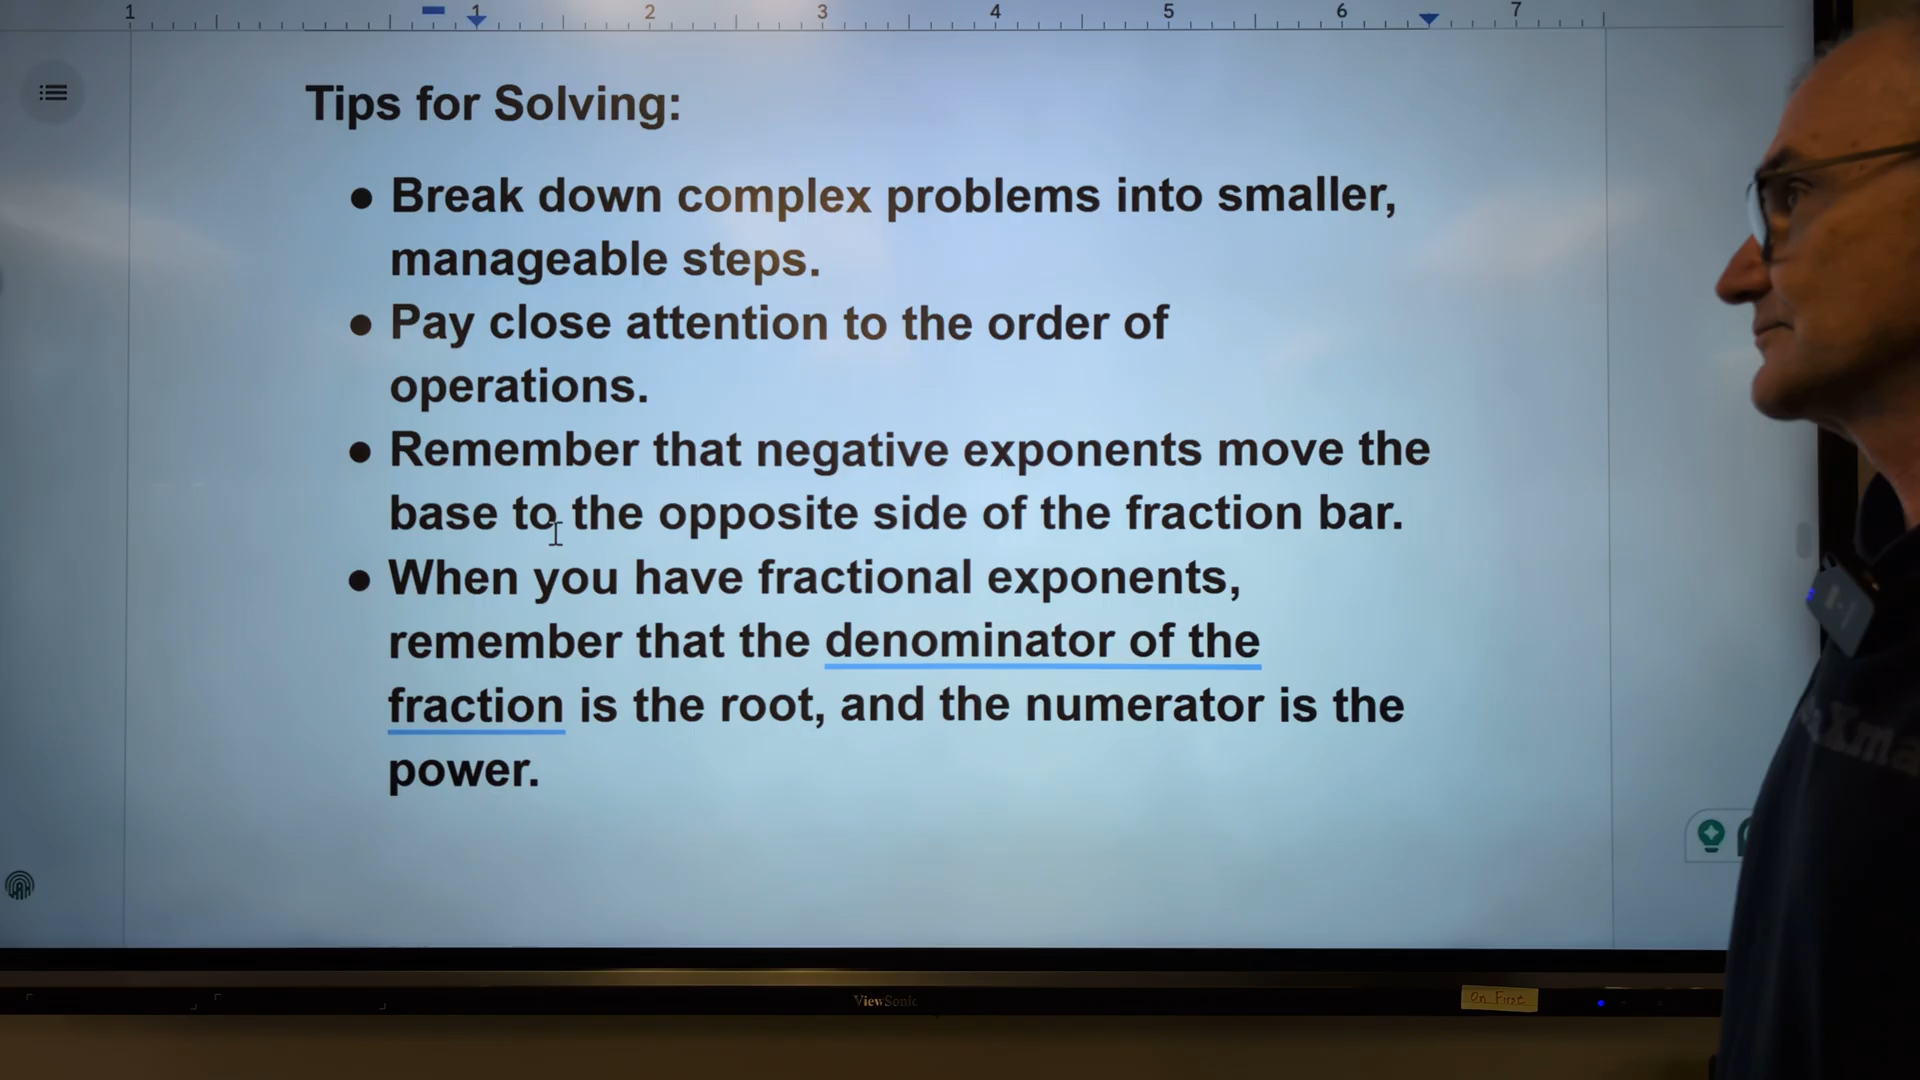 1 1 2 3 4 5 6 7
Tips for Solving:
● Break down complex problems into smaller,
manageable steps.
● Pay close attention to the order of
operations.
● Remember that negative exponents move the
base to the opposite side of the fraction bar.
● When you have fractional exponents,
remember that the denominator of the
fraction is the root, and the numerator is the
power.
ViewSonic
On First